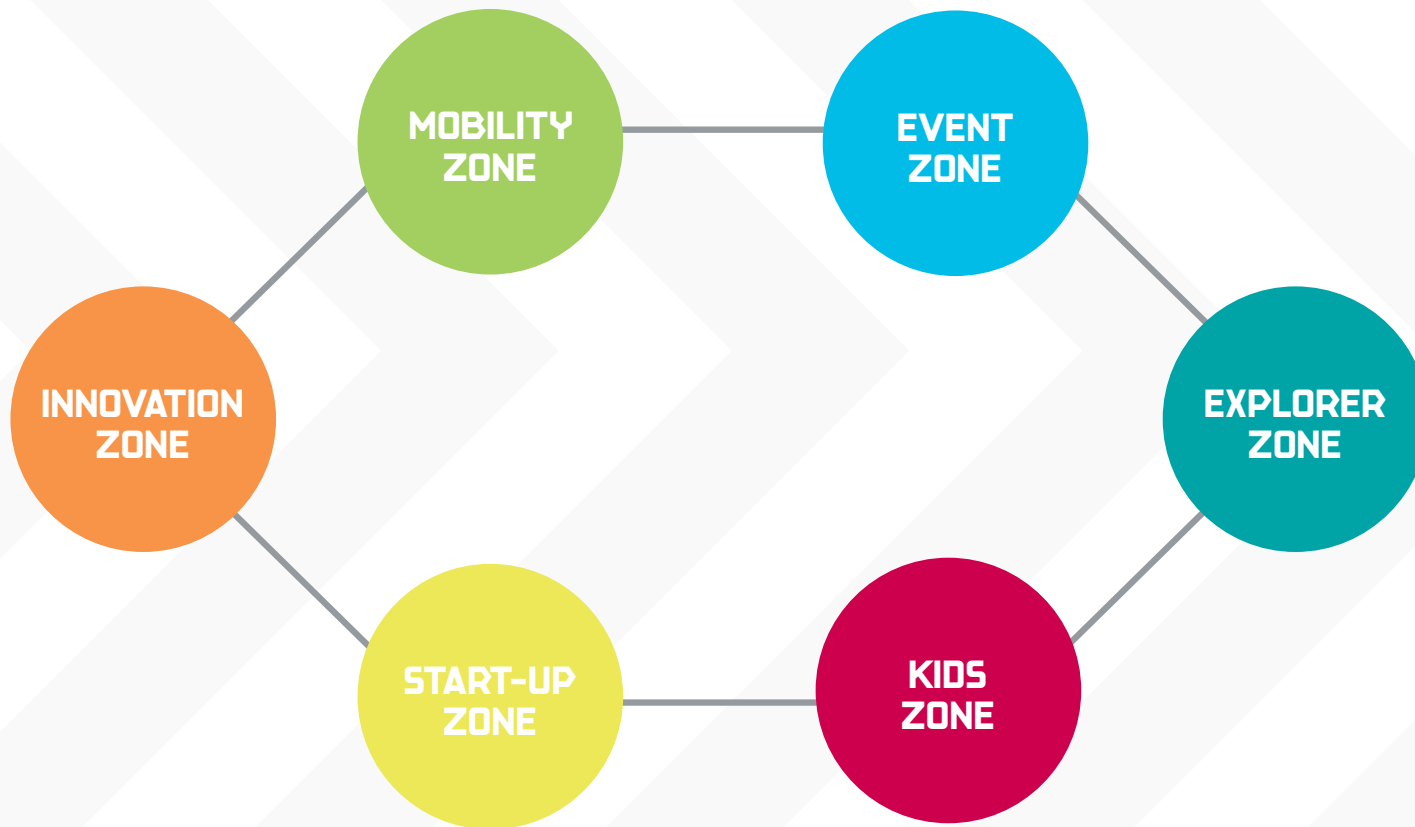 MOBILITY
ZONE
EVENT
ZONE
INNOVATION
ZONE
EXPLORER
ZONE
START-UP
ZONE
KIDS
ZONE